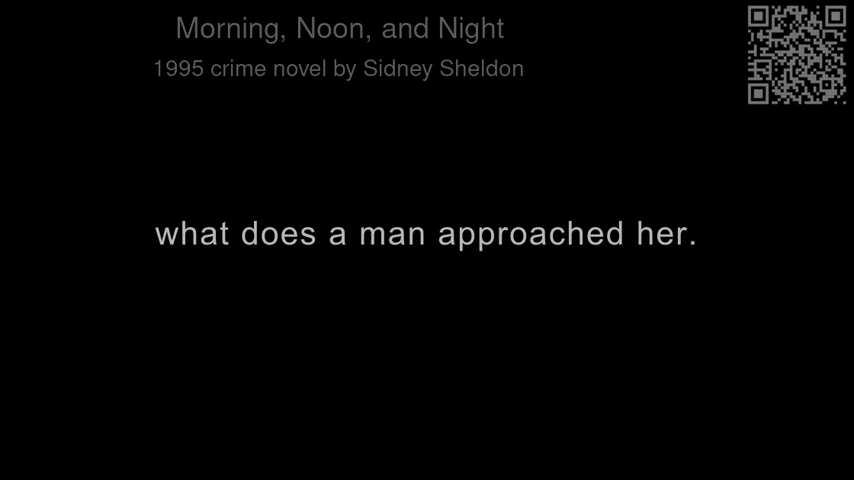 Morning, Noon, and Night
1995 crime novel by Sidney Sheldon
what does a man approached her.